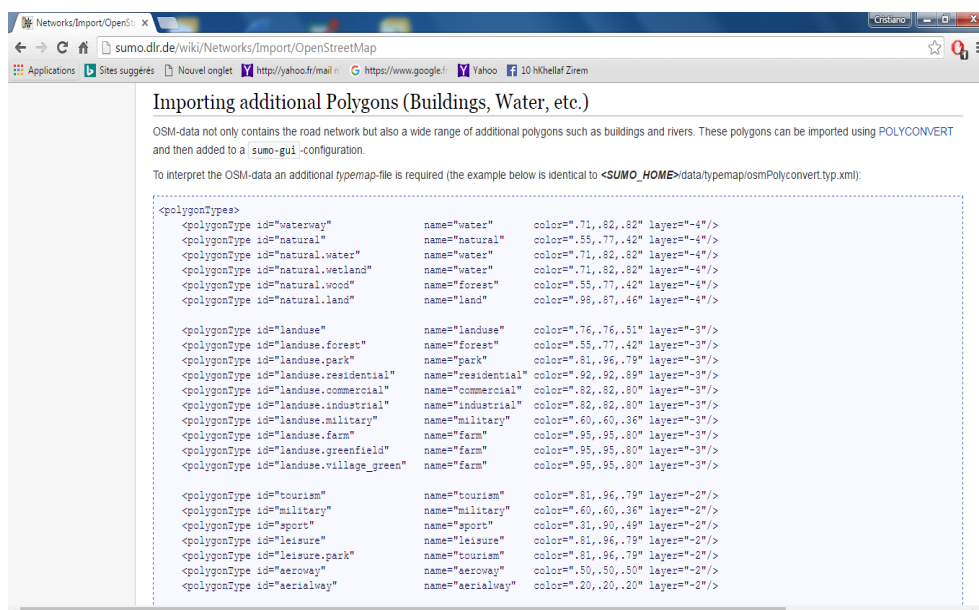 Networks/Import/OpenSt
Cristiano
sumo.dlr.de/wiki/Networks/Import/OpenStreetMap
Applications Sites suggérés Nouvel onglet http://yahoo.fr/mail https://www.google.f Yahoo 10 hKhellaf Zirem
Importing additional Polygons (Buildings, Water, etc.)
OSM-data not only contains the road network but also a wide range of additional polygons such as buildings and rivers. These polygons can be imported using POLYCONVERT
and then added to a sumo-gui -configuration.
To interpret the OSM-data an additional typemap-file is required (the example below is identical to <SUMO_HOME>/data/typemap/osmPolyconvert.typ.xml):
<polygonTypes>
<polygonType id="waterway" name="water" color=".71,.82,.82" layer="-4"/>
<polygonType id="natural" name="natural" color=".55,.77,.42" layer="-4"/>
<polygonType id="natural.water" name="water" color=".71,.82,.82" layer="-4"/>
<polygonType id="natural.wetland" name="water" color=".71,.82,.82" layer="-4"/>
<polygonType id="natural.wood" name="forest" color=".55,.77,.42" layer="-4"/>
<polygonType id="natural.land" name="land" color=".98,.87,.46" layer="-4"/>
<polygonType id="landuse" name="landuse" color=".76,.76,.51" layer="-3"/>
<polygonType id="landuse.forest" name="forest" color=".55,.77,.42" layer="-3"/>
<polygonType id="landuse.park" name="park" color=".81,.96,.79" layer="-3"/>
<polygonType id="landuse.residential" name="residential" color=".92,.92,.89" layer="-3"/>
<polygonType id="landuse.commercial" name="commercial" color=".82,.82,.80" layer="-3"/>
<polygonType id="landuse.industrial" name="industrial" color=".82,.82,.80" layer="-3"/>
<polygonType id="landuse.military" name="military" color=".60,.60,.36" layer="-3"/>
<polygonType id="landuse.farm" name="farm" color=".95,.95,.80" layer="-3"/>
<polygonType id="landuse.greenfield" name="farm" color=".95,.95,.80" layer="-3"/>
<polygonType id="landuse.village_green" name="farm" color=".95,.95,.80" layer="-3"/>
<polygonType id="tourism" name="tourism" color=".81,.96,.79" layer="-2"/>
<polygonType id="military" name="military" color=".60,.60,.36" layer="-2"/>
<polygonType id="sport" name="sport" color=".31,.90,.49" layer="-2"/>
<polygonType id="leisure" name="leisure" color=".81,.96,.79" layer="-2"/>
<polygonType id="leisure.park" name="tourism" color=".81,.96,.79" layer="-2"/>
<polygonType id="aeroway" name="aeroway" color=".50,.50,.50" layer="-2"/>
<polygonType id="aerialway" name="aerialway" color=".20,.20,.20" layer="-2"/>